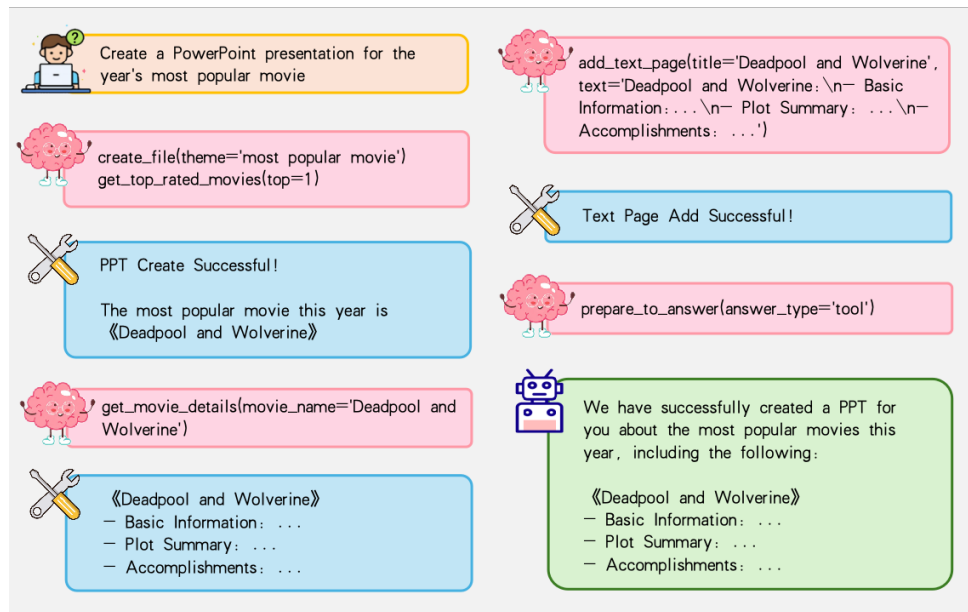 Create a PowerPoint presentation for the
year's most popular movie
create_file(theme='most popular movie')
get_top_rated_movies(top=1)
PPT Create Successful!
The most popular movie this year is
《Deadpool and Wolverine》
get_movie_details(movie_name='Deadpool and
Wolverine')
《Deadpool and Wolverine》
— Basic Information: ...
— Plot Summary: ...
— Accomplishments: ...
add_text_page(title='Deadpool and Wolverine',
text='Deadpool and Wolverine:\n— Basic
Information:...\n— Plot Summary: ...\n—
Accomplishments: ...')
Text Page Add Successful!
prepare_to_answer(answer_type='tool')
We have successfully created a PPT for
you about the most popular movies this
year, including the following:
《Deadpool and Wolverine》
— Basic Information: ...
— Plot Summary: ...
— Accomplishments: ...